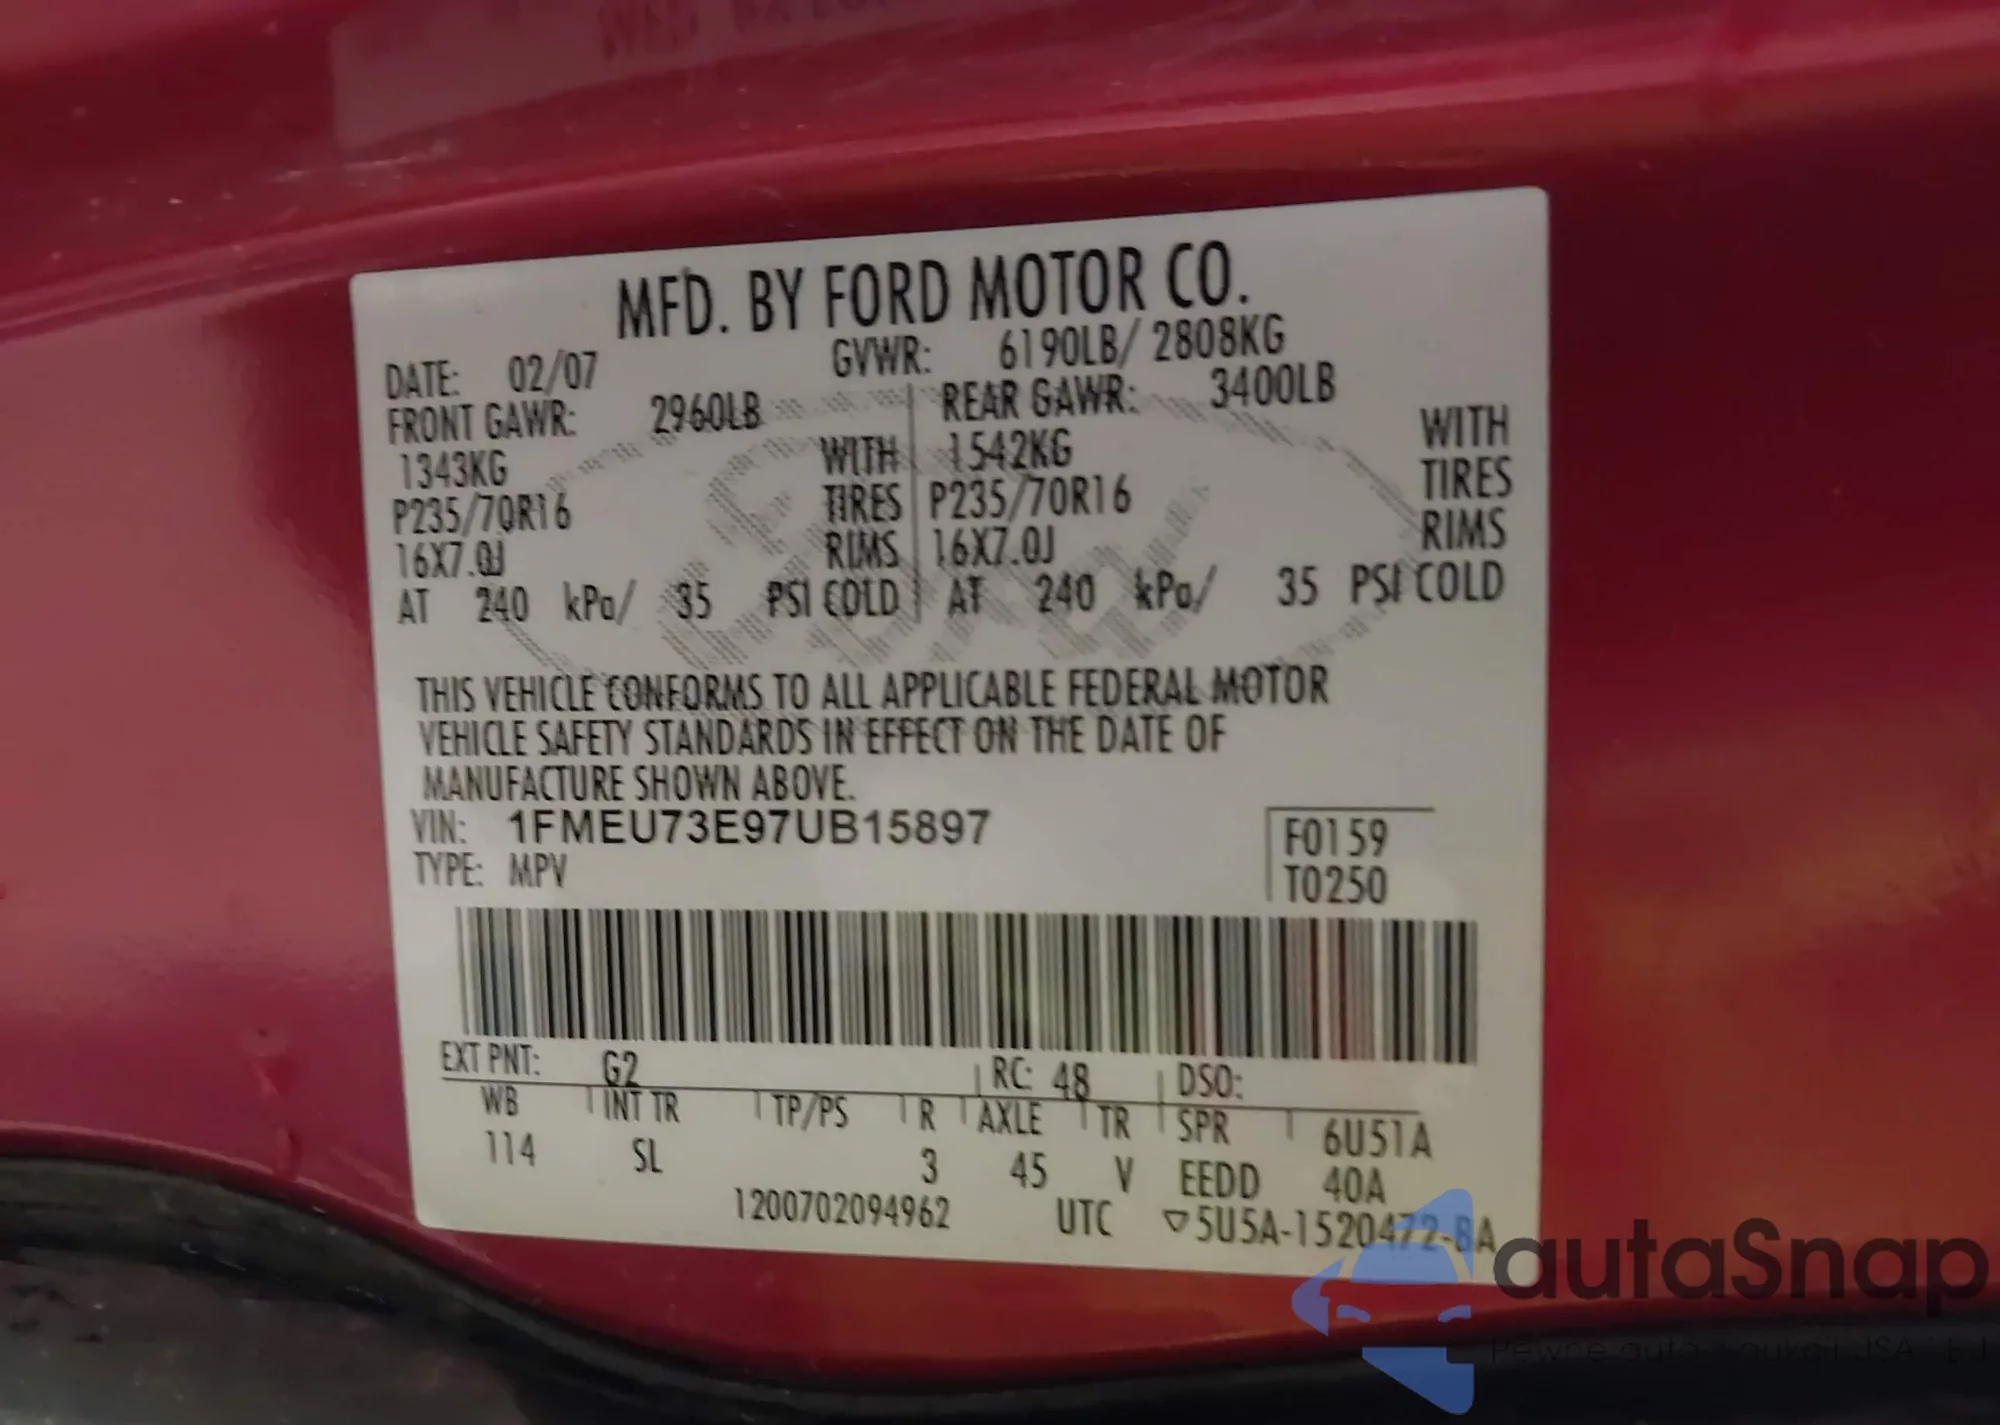 MFD. BY FORD MOTOR CO.
DATE: 02/07 GVWR: 6190LB/ 2808KG
FRONT GAWR: 2960LB REAR GAWR: 3400LB
1343KG WITH 1542KG WITH
P235/70R16 TIRES P235/70R16 TIRES
16X7.0J RIMS 16X7.0J RIMS
AT 240 kPa/ 35 PSI COLD AT 240 kPa/ 35 PSI COLD
THIS VEHICLE CONFORMS TO ALL APPLICABLE FEDERAL MOTOR
VEHICLE SAFETY STANDARDS IN EFFECT ON THE DATE OF
MANUFACTURE SHOWN ABOVE.
VIN: 1FMEU73E97UB15897 F0159
TYPE: MPV T0250
EXT PNT: G2 RC: 48 DSO:
WB INT TR TP/PS R AXLE TR SPR 6U51A
114 SL 3 45 V EEDD 40A
1200702094962 UTC ▽5U5A-1520472-BA
autaSnap
Pewne auta